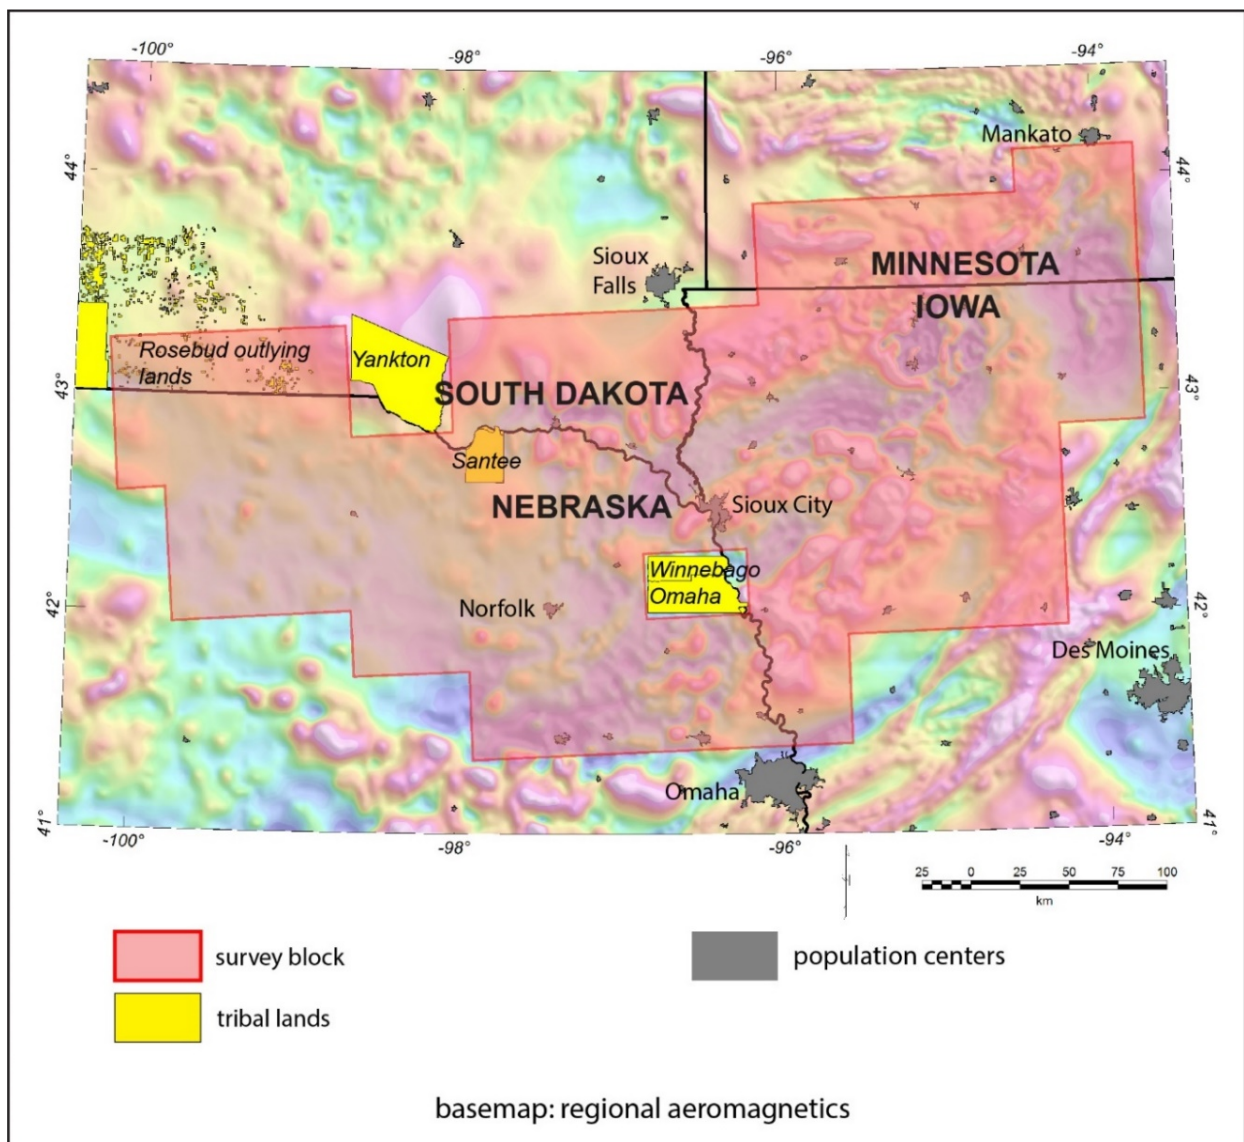 -100°
-98°
-96°
-94°
Mankato
44°
44°
Sioux
Falls
MINNESOTA
IOWA
Rosebud outlying
lands
Yankton
43°
43°
SOUTH DAKOTA
Santee
NEBRASKA
Sioux City
Winnebago
Omaha
Norfolk
42°
42°
Des Moines
Omaha
41°
41°
-100°
-98°
-96°
-94°
25 0 25 50 75 100
km
survey block
population centers
tribal lands
basemap: regional aeromagnetics